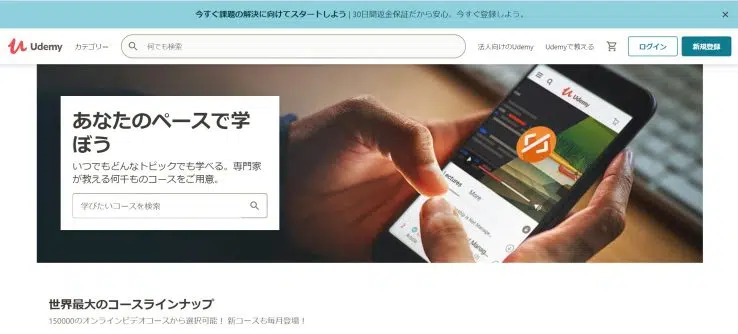 今すぐ課題の解決に向けてスタートしよう | 30日間返金保証だから安心。今すぐ登録しよう。
Udemy カテゴリー 何でも検索 法人向けのUdemy Udemyで教える ログイン 新規登録
あなたのペースで学
ぼう
いつでもどんなトピックでも学べる。専門家
が教える何千ものコースをご用意。
学びたいコースを検索
Udemy
Lectures More
世界最大のコースラインナップ
150000のオンラインビデオコースから選択可能！ 新コースも毎月登場！